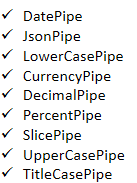 ✓ DatePipe
✓ JsonPipe
✓ LowerCasePipe
✓ CurrencyPipe
✓ DecimalPipe
✓ PercentPipe
✓ SlicePipe
✓ UpperCasePipe
✓ TitleCasePipe